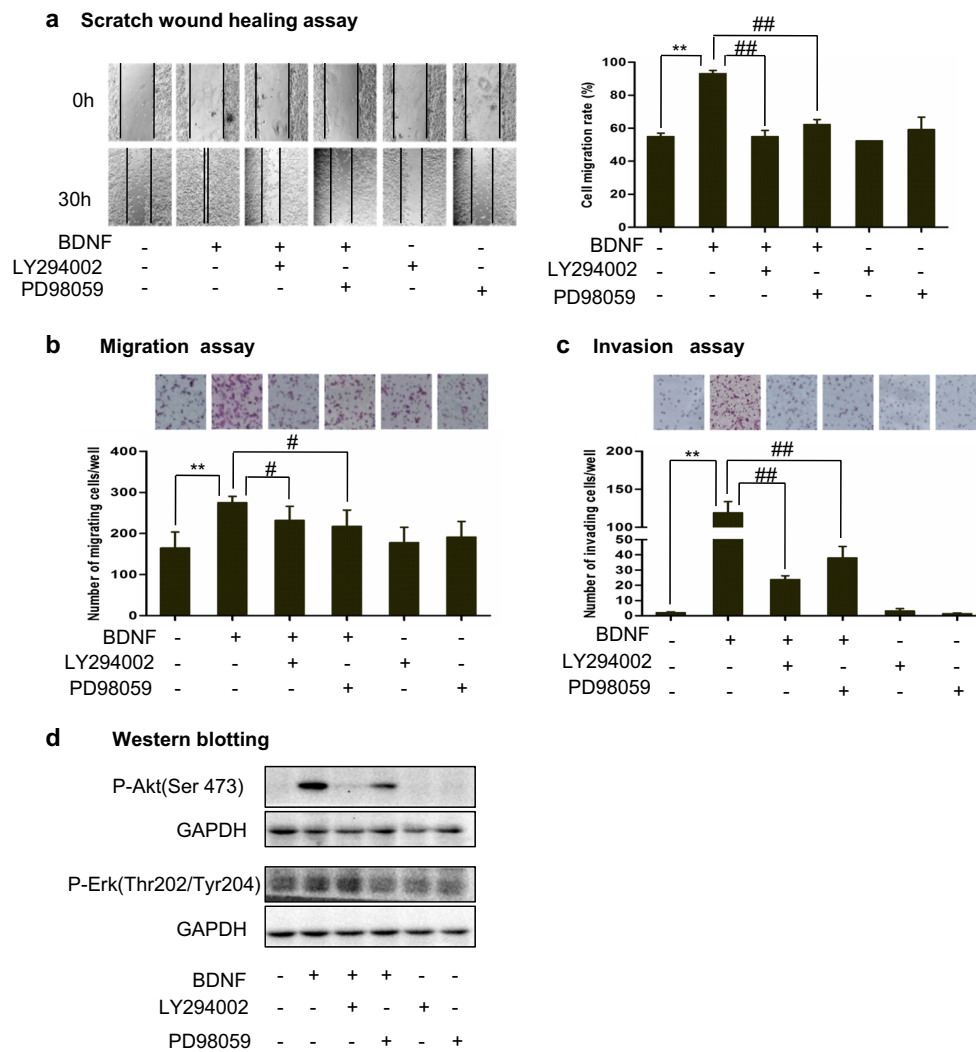 a Scratch wound healing assay
0h
30h
BDNF - + + + - -
LY294002 - - + - + -
PD98059 - - - + - +
Cell migration rate (%)
100
80
60
40
20
0
** ## ##
BDNF - + + + - -
LY294002 - - + - + -
PD98059 - - - + - +
b Migration assay
Number of migrating cells/well
400
300
200
100
0
** # #
BDNF - + + + - -
LY294002 - - + - + -
PD98059 - - - + - +
c Invasion assay
Number of invading cells/well
200
150
100
50
40
30
20
10
0
** ## ##
BDNF - + + + - -
LY294002 - - + - + -
PD98059 - - - + - +
d Western blotting
P-Akt(Ser 473)
GAPDH
P-Erk(Thr202/Tyr204)
GAPDH
BDNF - + + + - -
LY294002 - - + - + -
PD98059 - - - + - +